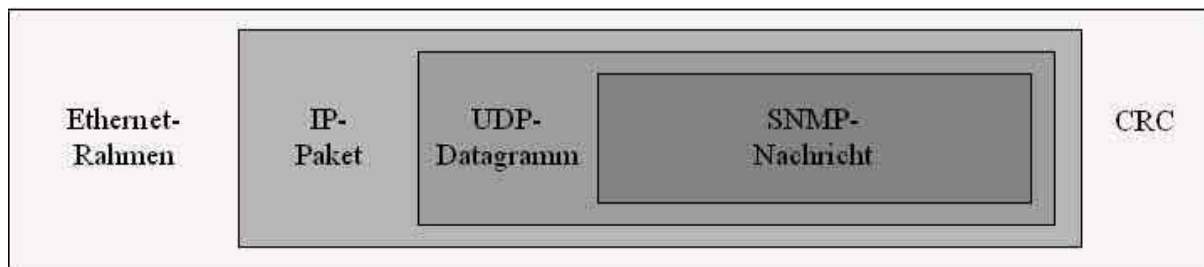 Ethernet-
Rahmen
IP-
Paket
UDP-
Datagramm
SNMP-
Nachricht
CRC